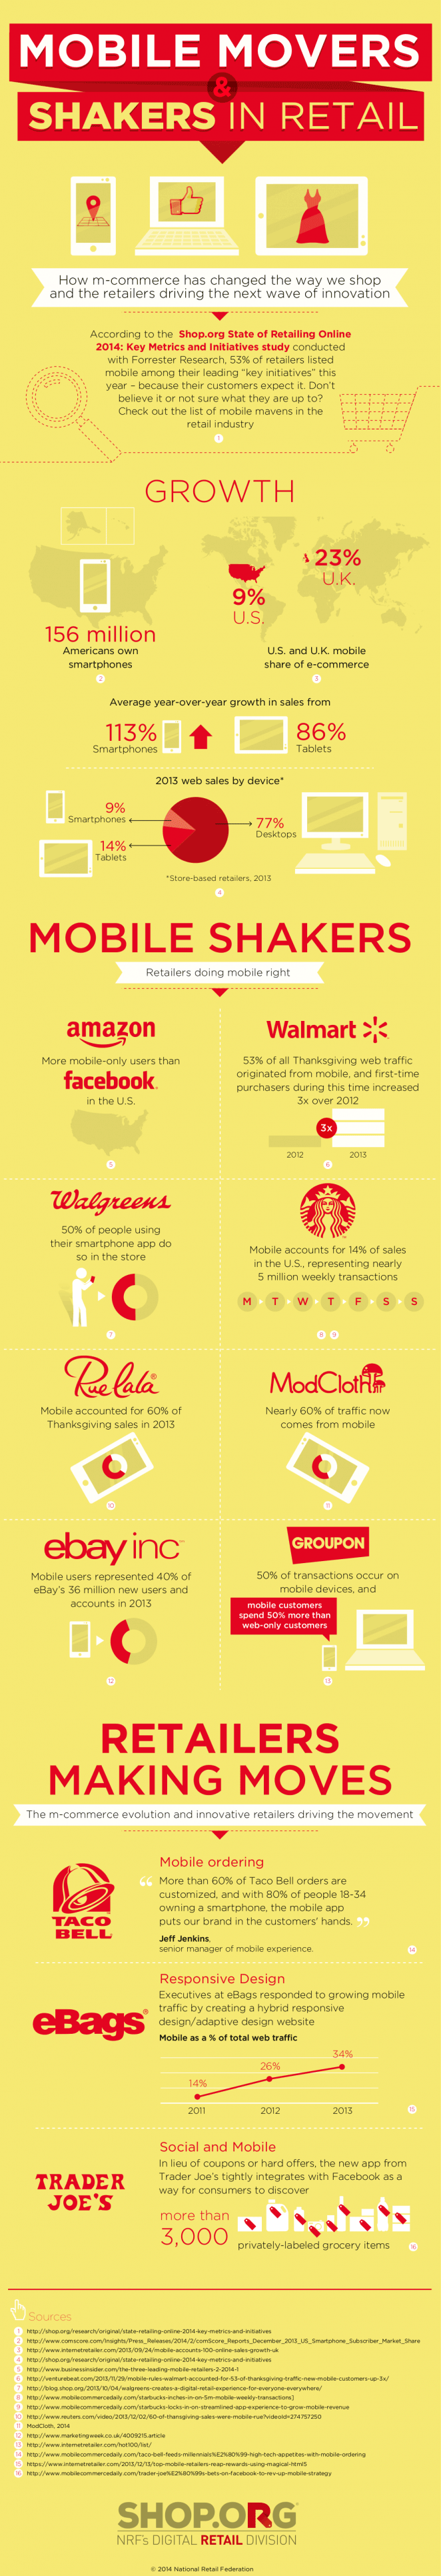 MOBILE MOVERS
&
SHAKERS IN RETAIL
How m-commerce has changed the way we shop
and the retailers driving the next wave of innovation
According to the Shop.org State of Retailing Online
2014: Key Metrics and Initiatives study conducted
with Forrester Research, 53% of retailers listed
mobile among their leading “key initiatives” this
year – because their customers expect it. Don’t
believe it or not sure what they are up to?
Check out the list of mobile mavens in the
retail industry
1
GROWTH
156 million
Americans own
smartphones
2
9%
U.S.
23%
U.K.
U.S. and U.K. mobile
share of e-commerce
3
Average year-over-year growth in sales from
113%
Smartphones
86%
Tablets
2013 web sales by device*
9%
Smartphones
14%
Tablets
77%
Desktops
*Store-based retailers, 2013
4
MOBILE SHAKERS
Retailers doing mobile right
amazon
More mobile-only users than
facebook.
in the U.S.
5
Walmart
53% of all Thanksgiving web traffic
originated from mobile, and first-time
purchasers during this time increased
3x over 2012
3x
2012 2013
6
Walgreens
50% of people using
their smartphone app do
so in the store
7
Mobile accounts for 14% of sales
in the U.S., representing nearly
5 million weekly transactions
M T W T F S S
8 9
RueLaLa®
Mobile accounted for 60% of
Thanksgiving sales in 2013
10
ModCloth
Nearly 60% of traffic now
comes from mobile
11
ebay inc
Mobile users represented 40% of
eBay’s 36 million new users and
accounts in 2013
12
GROUPON
50% of transactions occur on
mobile devices, and
mobile customers
spend 50% more than
web-only customers
13
RETAILERS
MAKING MOVES
The m-commerce evolution and innovative retailers driving the movement
TACO
BELL
Mobile ordering
“ More than 60% of Taco Bell orders are
customized, and with 80% of people 18-34
owning a smartphone, the mobile app
puts our brand in the customers’ hands. ”
Jeff Jenkins,
senior manager of mobile experience.
14
eBags®
Responsive Design
Executives at eBags responded to growing mobile
traffic by creating a hybrid responsive
design/adaptive design website
Mobile as a % of total web traffic
14%
26%
34%
2011 2012 2013
15
TRADER
JOE’S
Social and Mobile
In lieu of coupons or hard offers, the new app from
Trader Joe’s tightly integrates with Facebook as a
way for consumers to discover
more than
3,000
privately-labeled grocery items
16
Sources
1 http://shop.org/research/original/state-retailing-online-2014-key-metrics-and-initiatives
2 http://www.comscore.com/Insights/Press_Releases/2014/2/comScore_Reports_December_2013_US_Smartphone_Subscriber_Market_Share
3 http://www.internetretailer.com/2013/09/24/mobile-accounts-100-online-sales-growth-uk
4 http://shop.org/research/original/state-retailing-online-2014-key-metrics-and-initiatives
5 http://www.businessinsider.com/the-three-leading-mobile-retailers-2-2014-1
6 http://venturebeat.com/2013/11/29/mobile-rules-walmart-accounted-for-53-of-thanksgiving-traffic-new-mobile-customers-up-3x/
7 http://blog.shop.org/2013/10/04/walgreens-creates-a-digital-retail-experience-for-everyone-everywhere/
8 http://www.mobilecommercedaily.com/starbucks-inches-in-on-5m-mobile-weekly-transactions]
9 http://www.mobilecommercedaily.com/starbucks-locks-in-on-streamlined-app-experience-to-grow-mobile-revenue
10 http://www.reuters.com/video/2013/12/02/60-of-thansgiving-sales-were-mobile-rue?videoId=274757250
11 ModCloth, 2014
12 http://www.marketingweek.co.uk/4009215.article
13 http://www.internetretailer.com/hot100/list/
14 http://www.mobilecommercedaily.com/taco-bell-feeds-millennials%E2%80%99-high-tech-appetites-with-mobile-ordering
15 https://www.internetretailer.com/2013/12/13/top-mobile-retailers-reap-rewards-using-magical-html5
16 http://www.mobilecommercedaily.com/trader-joe%E2%80%99s-bets-on-facebook-to-rev-up-mobile-strategy
SHOP.ORG
NRF’s DIGITAL RETAIL DIVISION
© 2014 National Retail Federation